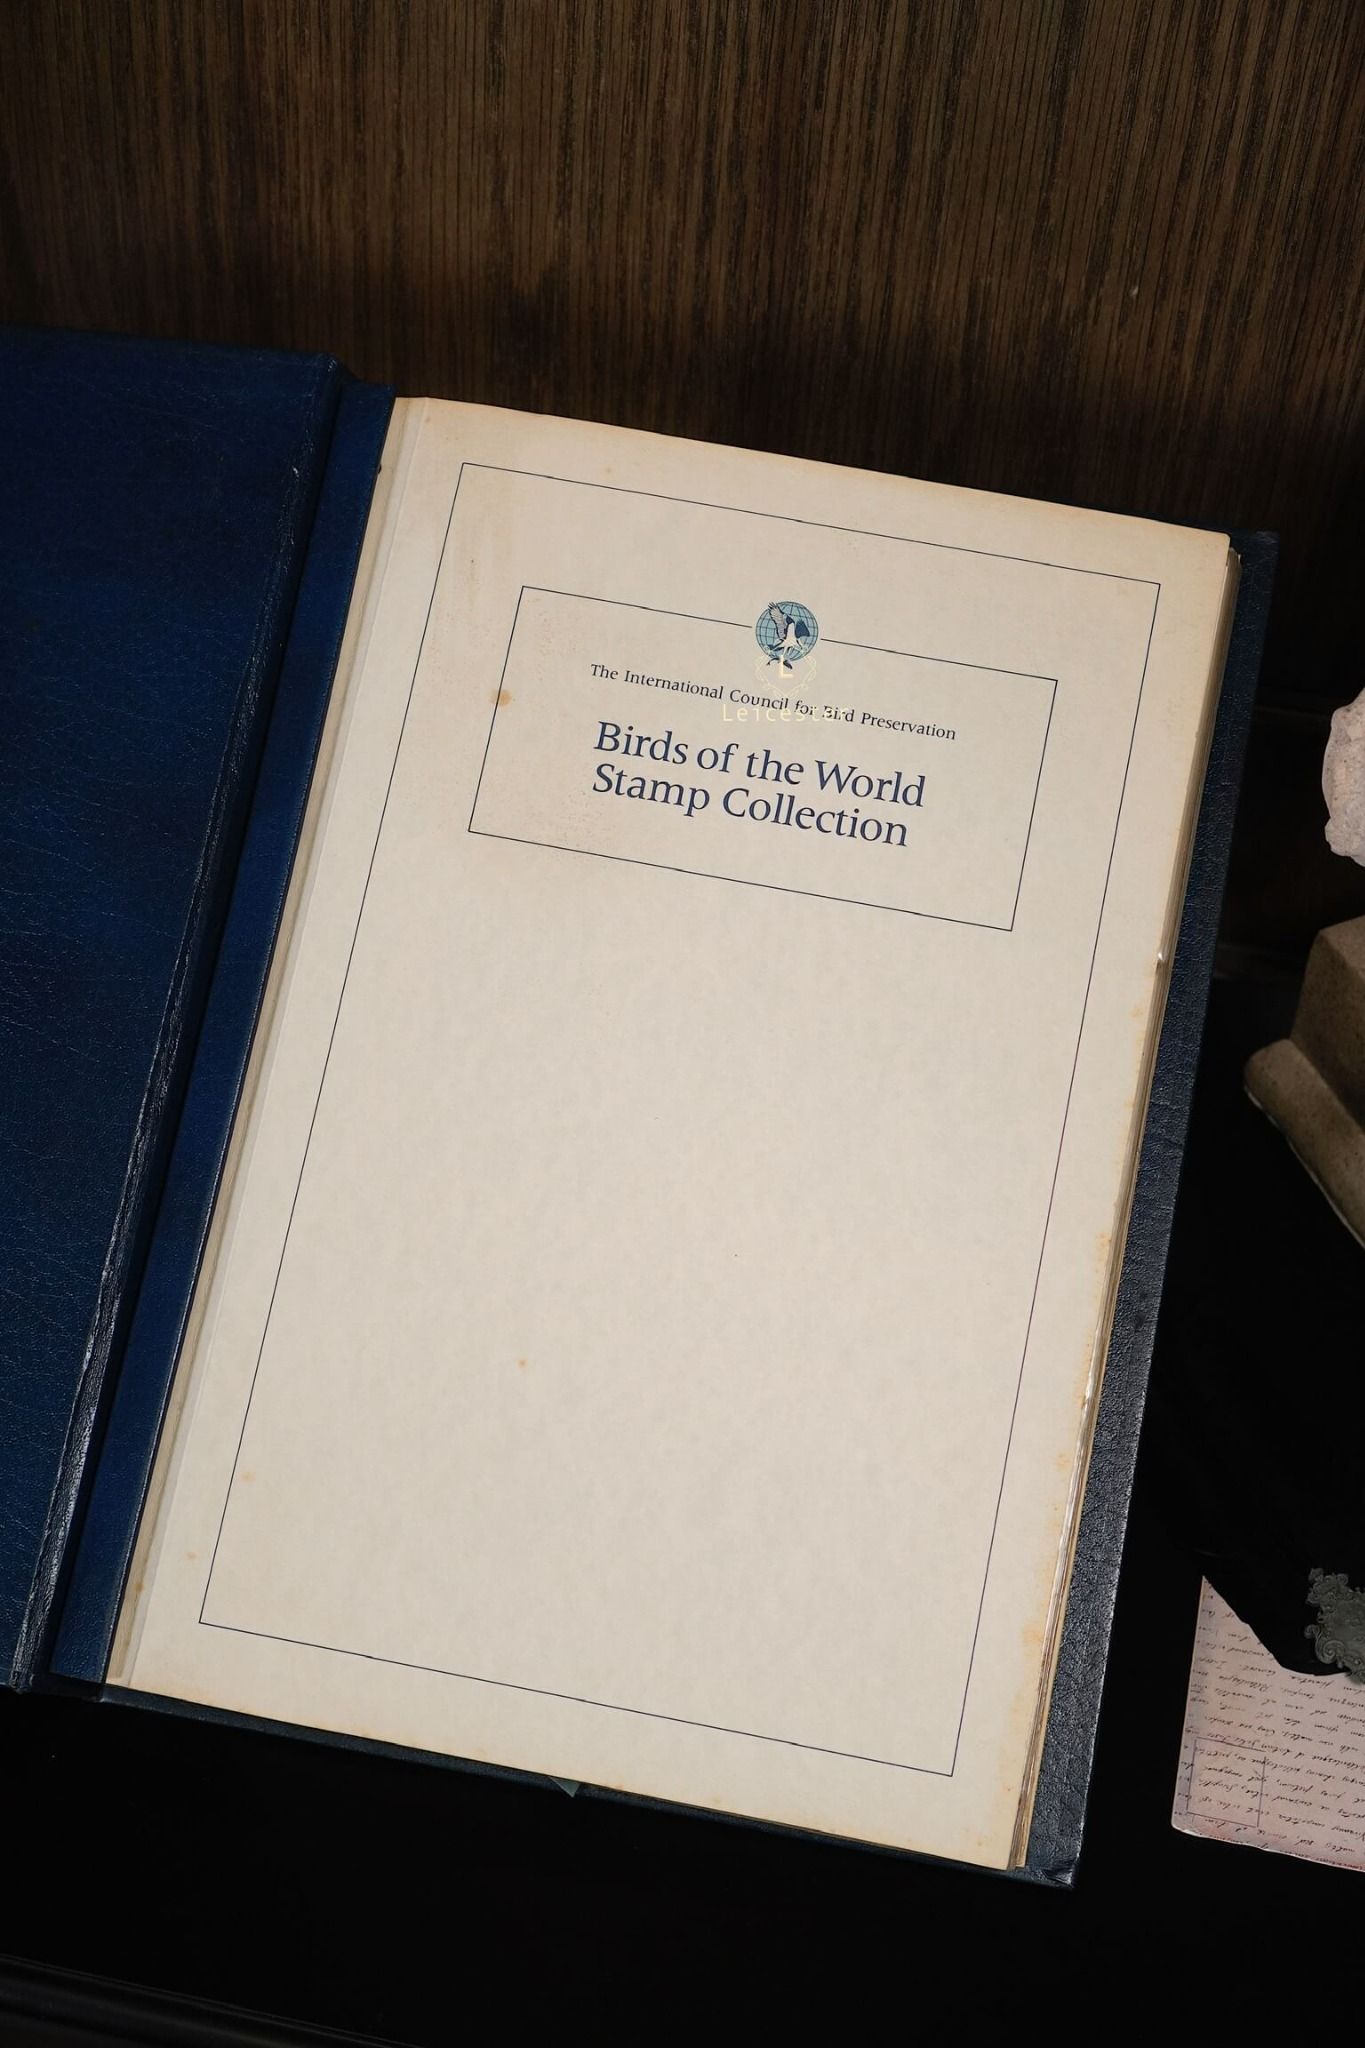 The International Council for Bird Preservation
L
Leicester
Birds of the World
Stamp Collection